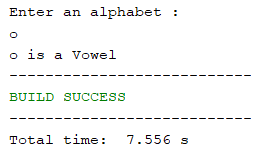 Enter an alphabet :
o
o is a Vowel
---------------------------
BUILD SUCCESS
---------------------------
Total time:  7.556 s